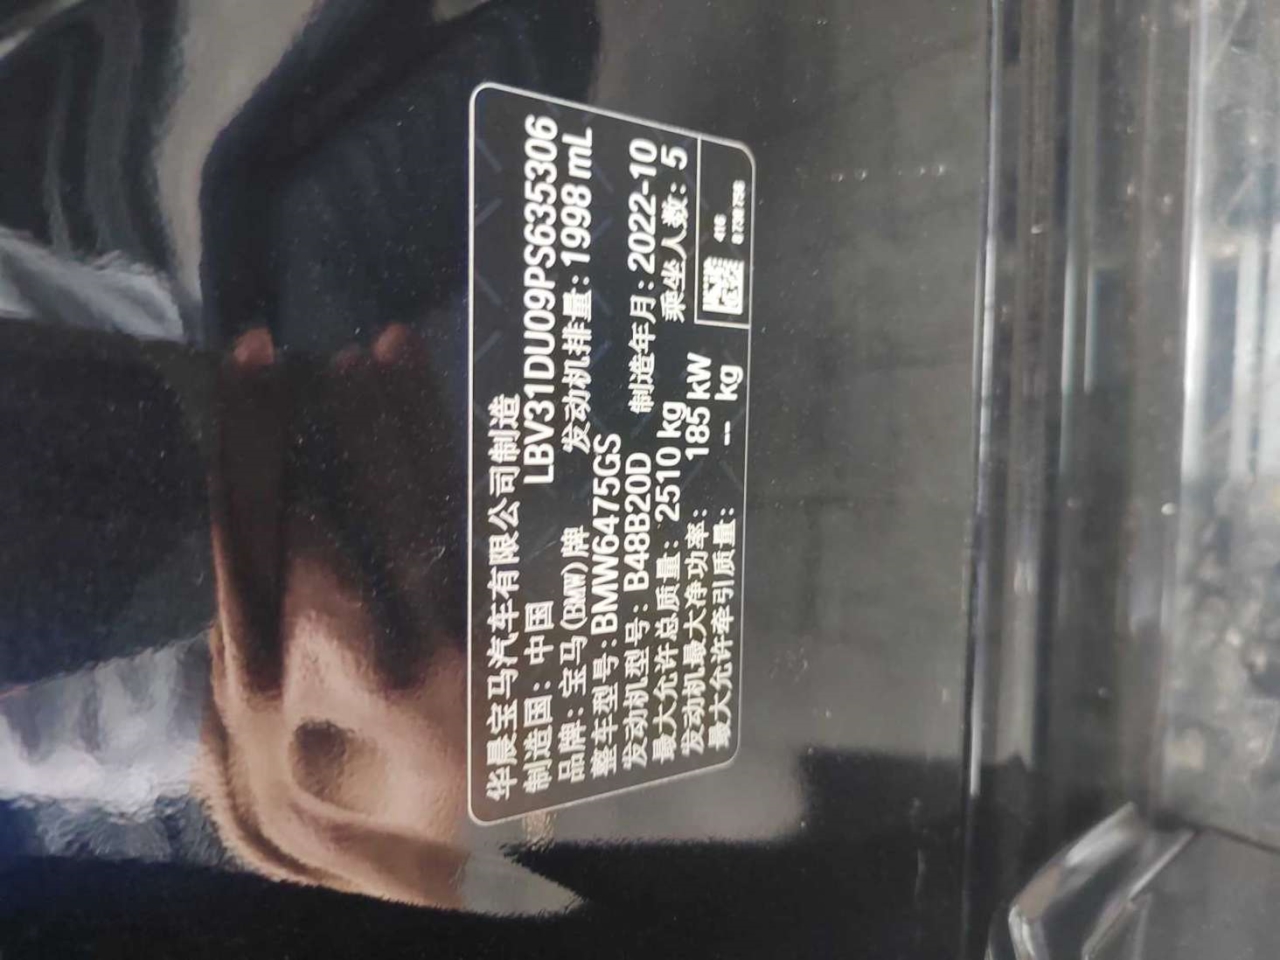 华晨宝马汽车有限公司制造
制造国：中国 LBV31DU09PS635306
品牌：宝马(BMW)牌 发动机排量：1998 mL
整车型号：BMW6475GS
发动机型号：B48B20D 制造年月：2022-10
最大允许总质量：2510 kg 乘坐人数：5
发动机最大净功率：185 kW
最大允许牵引质量：-- kg
416